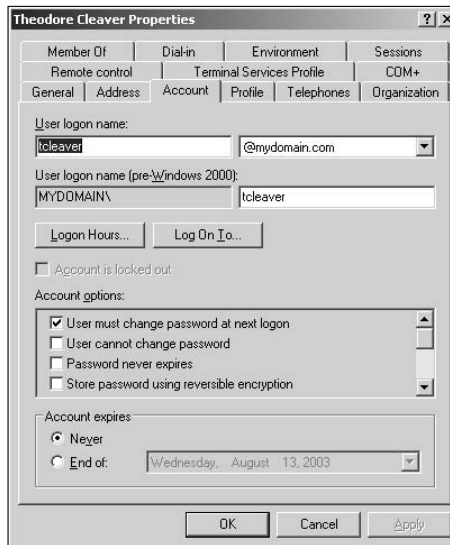 Theodore Cleaver Properties
Member Of Dial-in Environment Sessions
Remote control Terminal Services Profile COM+
General Address Account Profile Telephones Organization
User logon name:
tcleaver @mydomain.com
User logon name (pre-Windows 2000):
MYDOMAIN\ tcleaver
Logon Hours... Log On To...
Account is locked out
Account options:
User must change password at next logon
User cannot change password
Password never expires
Store password using reversible encryption
Account expires
Never
End of: Wednesday, August 13, 2003
OK Cancel Apply